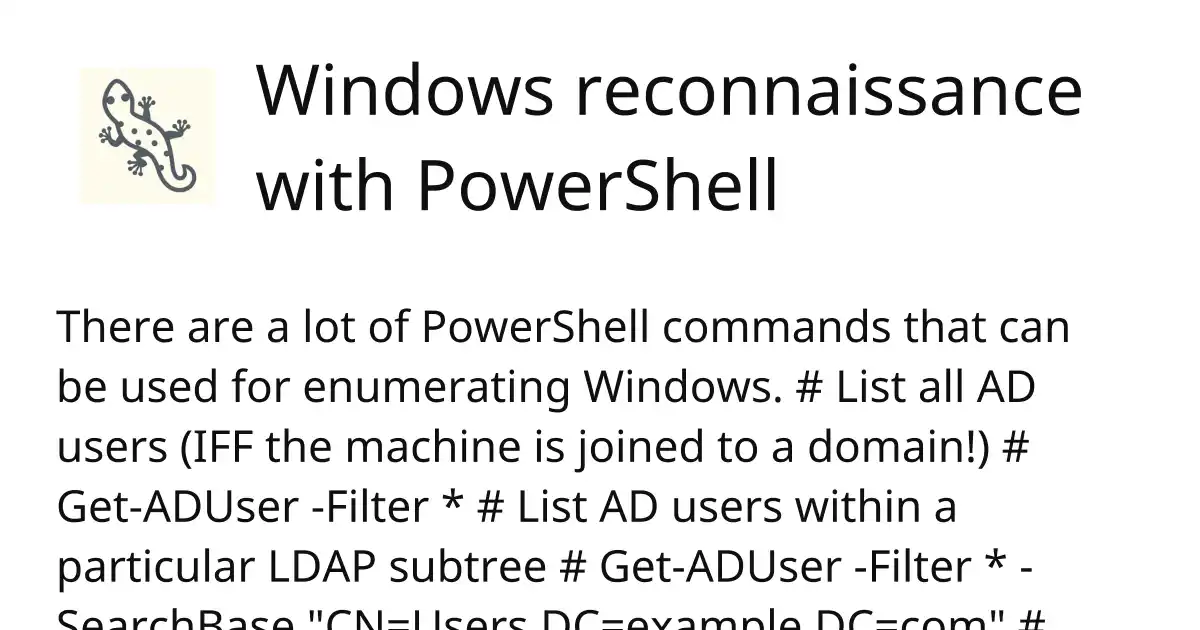 Windows reconnaissance
with PowerShell
There are a lot of PowerShell commands that can
be used for enumerating Windows. # List all AD
users (IFF the machine is joined to a domain!) #
Get-ADUser -Filter * # List AD users within a
particular LDAP subtree # Get-ADUser -Filter * -
SearchBase "CN=Users,DC=example,DC=com" #